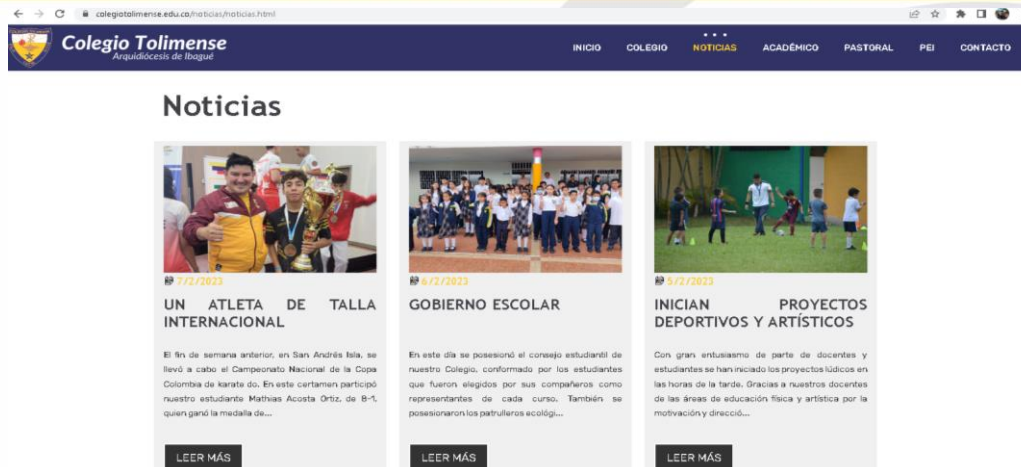 colegiotolimense.edu.co/noticias/noticias.html
Colegio Tolimense
Arquidiócesis de Ibagué
INICIO COLEGIO NOTICIAS ACADÉMICO PASTORAL PEI CONTACTO
Noticias
7/2/2023
UN ATLETA DE TALLA
INTERNACIONAL
El fin de semana anterior, en San Andrés Isla, se
llevó a cabo el Campeonato Nacional de la Copa
Colombia de karate do. En este certamen participó
nuestro estudiante Mathias Acosta Ortiz, de 8-1,
quien ganó la medalla de...
LEER MÁS
6/2/2023
GOBIERNO ESCOLAR
En este día se posesionó el consejo estudiantil de
nuestro Colegio, conformado por los estudiantes
que fueron elegidos por sus compañeros como
representantes de cada curso. También se
posesionaron los patrulleros ecológi...
LEER MÁS
5/2/2023
INICIAN PROYECTOS
DEPORTIVOS Y ARTÍSTICOS
Con gran entusiasmo de parte de docentes y
estudiantes se han iniciado los proyectos lúdicos en
las horas de la tarde. Gracias a nuestros docentes
de las áreas de educación física y artística por la
motivación y direcció...
LEER MÁS